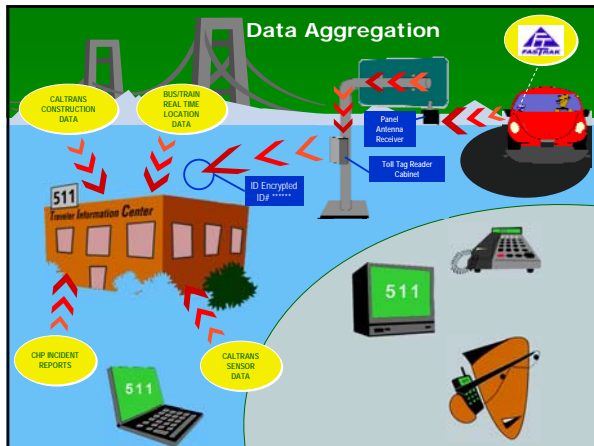 Data Aggregation
FASTRAK
CALTRANS
CONSTRUCTION
DATA
BUS/TRAIN
REAL TIME
LOCATION
DATA
Panel
Antenna
Receiver
Toll Tag Reader
Cabinet
ID Encrypted
ID# ******
511
Traveler Information Center
511
CHP INCIDENT
REPORTS
CALTRANS
SENSOR
DATA
511